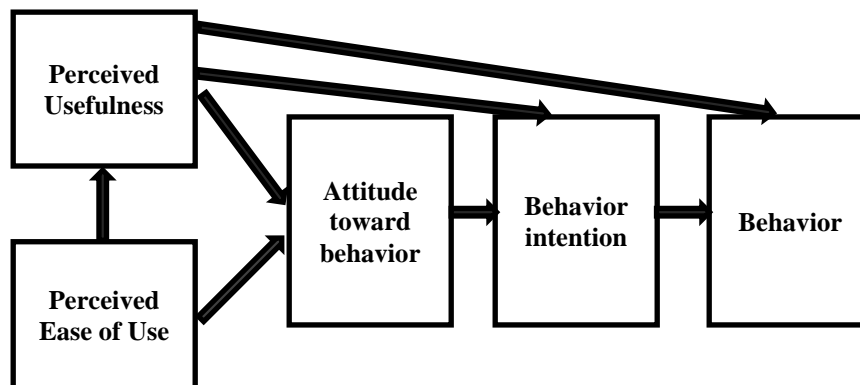 Perceived
Usefulness
Attitude
toward
behavior
Behavior
intention
Behavior
Perceived
Ease of Use